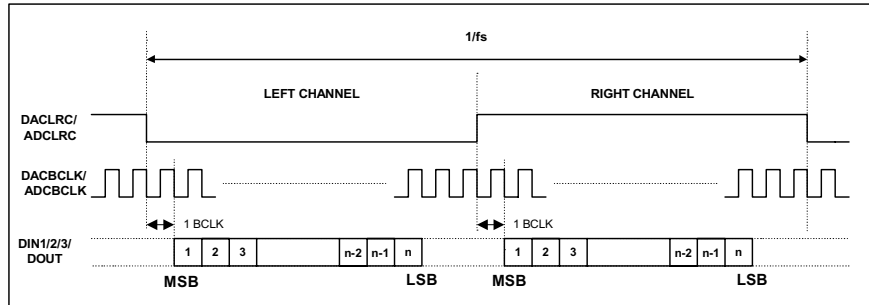 1/fs
LEFT CHANNEL
RIGHT CHANNEL
DACLRC/
ADCLRC
DACBCLK/
ADCBCLK
1 BCLK
1 BCLK
DIN1/2/3/
DOUT
1 2 3 n-2 n-1 n
1 2 3 n-2 n-1 n
MSB
LSB
MSB
LSB